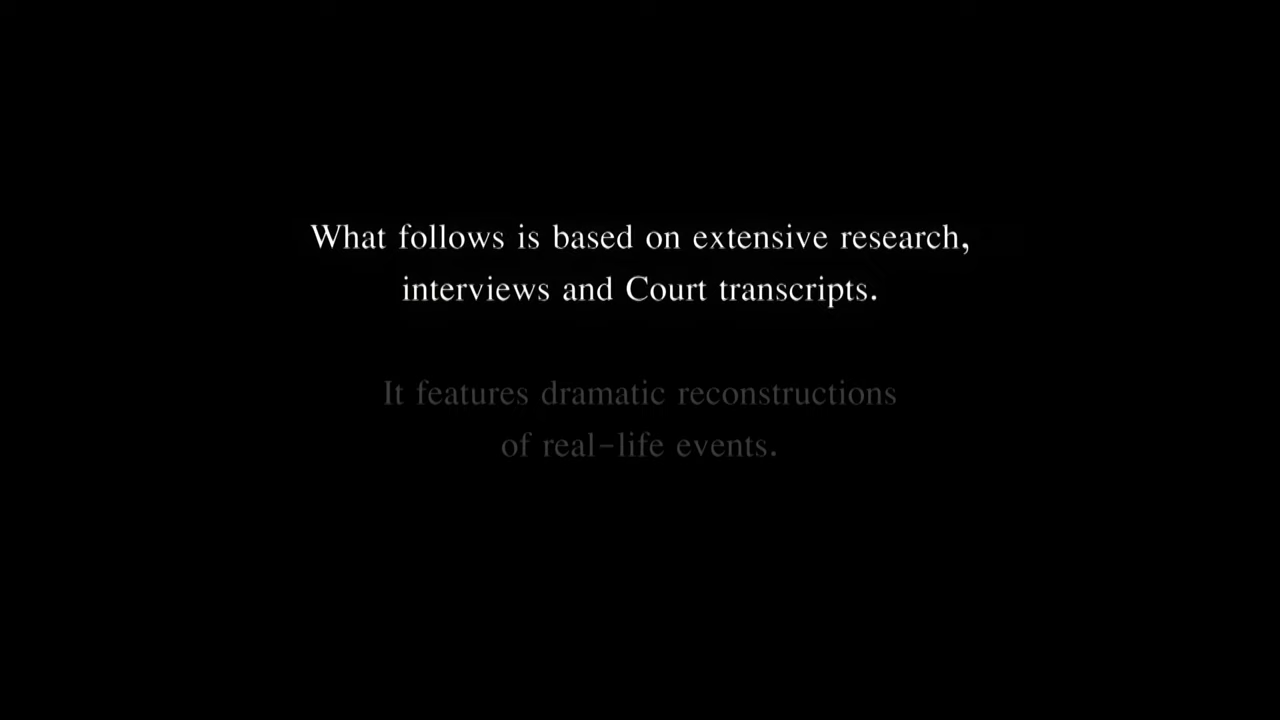 What follows is based on extensive research,
interviews and Court transcripts.
It features dramatic reconstructions
of real-life events.